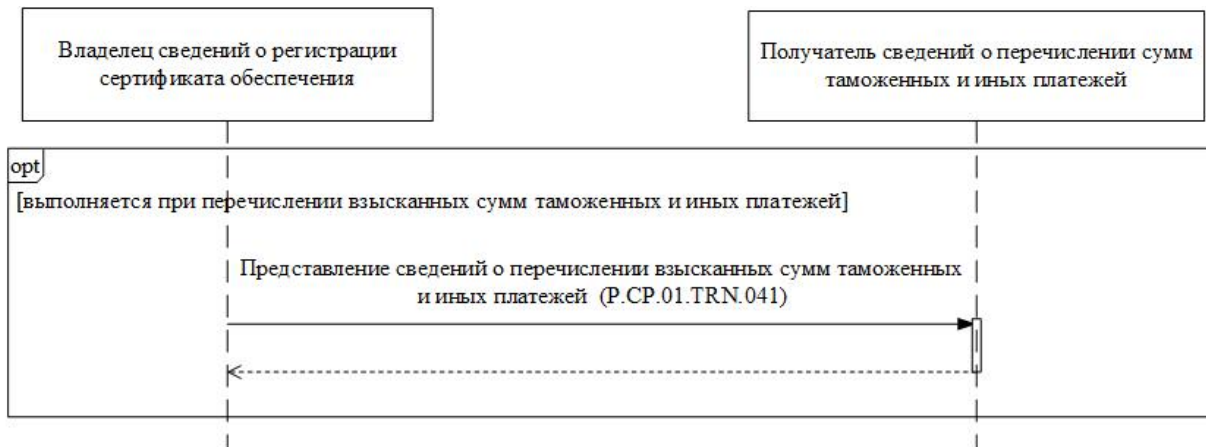 Владелец сведений о регистрации
сертификата обеспечения
Получатель сведений о перечислении сумм
таможенных и иных платежей
opt
[выполняется при перечислении взысканных сумм таможенных и иных платежей]
Представление сведений о перечислении взысканных сумм таможенных
и иных платежей (P.CP.01.TRN.041)